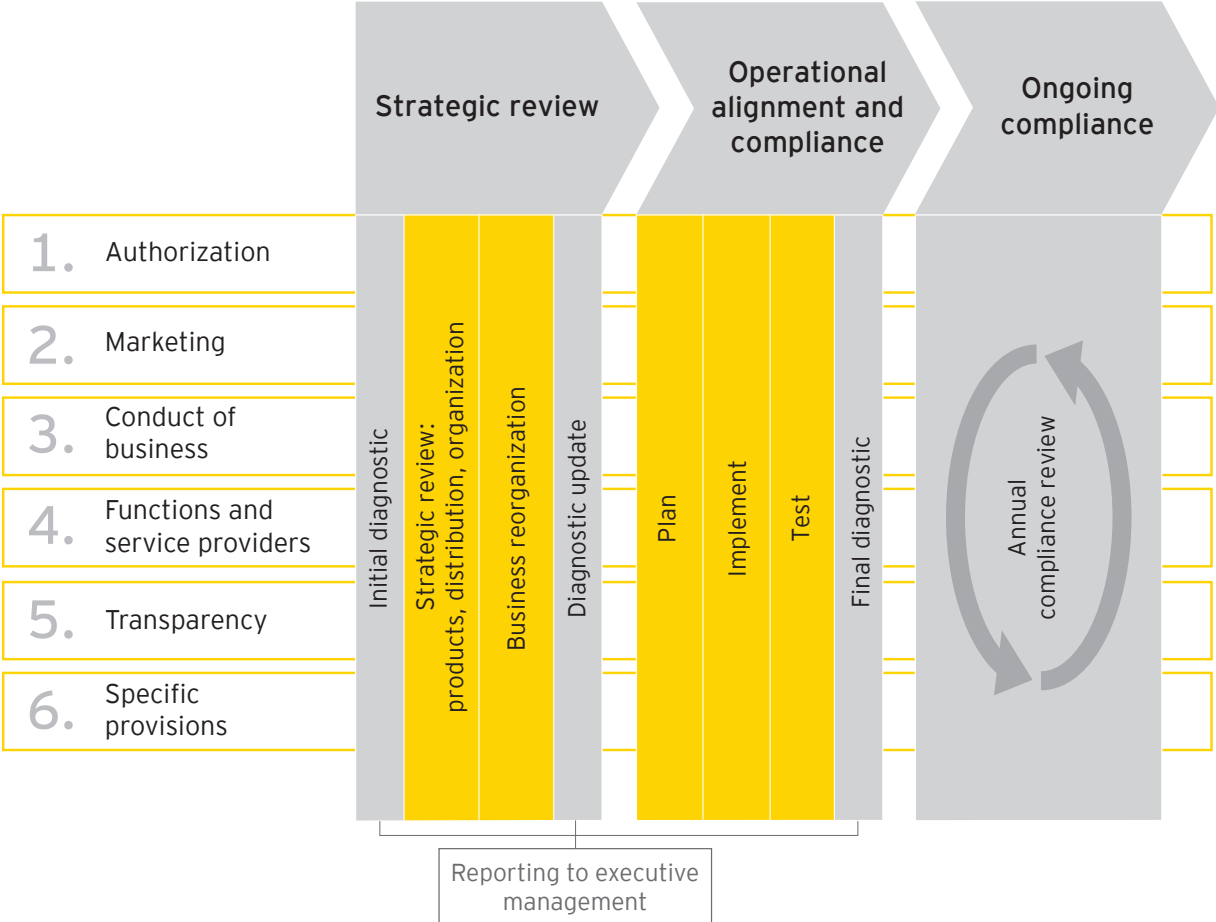 Strategic review
Operational
alignment and
compliance
Ongoing
compliance
1. Authorization
2. Marketing
3. Conduct of
business
4. Functions and
service providers
5. Transparency
6. Specific
provisions
Initial diagnostic
Strategic review:
products, distribution, organization
Business reorganization
Diagnostic update
Plan
Implement
Test
Final diagnostic
Annual
compliance review
Reporting to executive
management